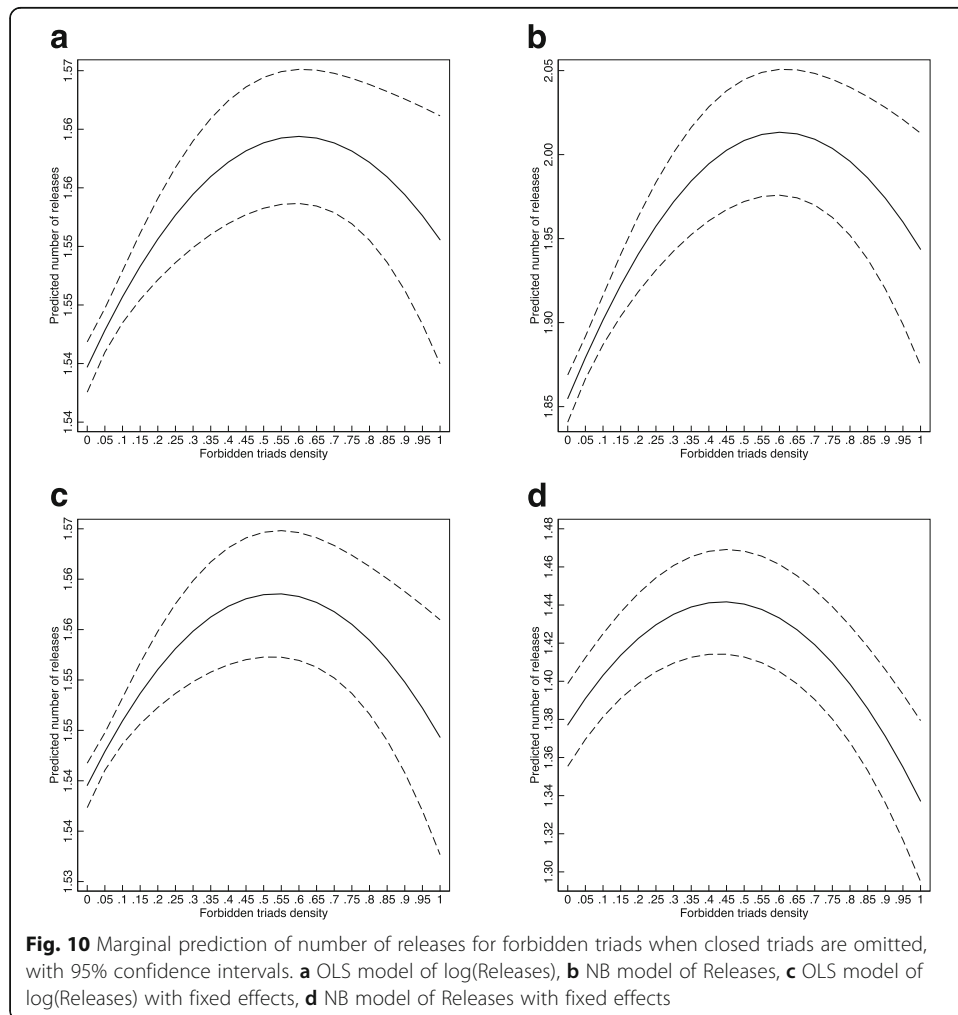 a
1.57
1.56
1.56
1.55
1.55
1.54
1.54
Predicted number of releases
0 .05 .1 .15 .2 .25 .3 .35 .4 .45 .5 .55 .6 .65 .7 .75 .8 .85 .9 .95 1
Forbidden triads density
b
2.05
2.00
1.95
1.90
1.85
Predicted number of releases
0 .05 .1 .15 .2 .25 .3 .35 .4 .45 .5 .55 .6 .65 .7 .75 .8 .85 .9 .95 1
Forbidden triads density
c
1.57
1.56
1.56
1.55
1.55
1.54
1.54
1.53
Predicted number of releases
0 .05 .1 .15 .2 .25 .3 .35 .4 .45 .5 .55 .6 .65 .7 .75 .8 .85 .9 .95 1
Forbidden triads density
d
1.48
1.46
1.44
1.42
1.40
1.38
1.36
1.34
1.32
1.30
Predicted number of releases
0 .05 .1 .15 .2 .25 .3 .35 .4 .45 .5 .55 .6 .65 .7 .75 .8 .85 .9 .95 1
Forbidden triads density
Fig. 10 Marginal prediction of number of releases for forbidden triads when closed triads are omitted,
with 95% confidence intervals. a OLS model of log(Releases), b NB model of Releases, c OLS model of
log(Releases) with fixed effects, d NB model of Releases with fixed effects